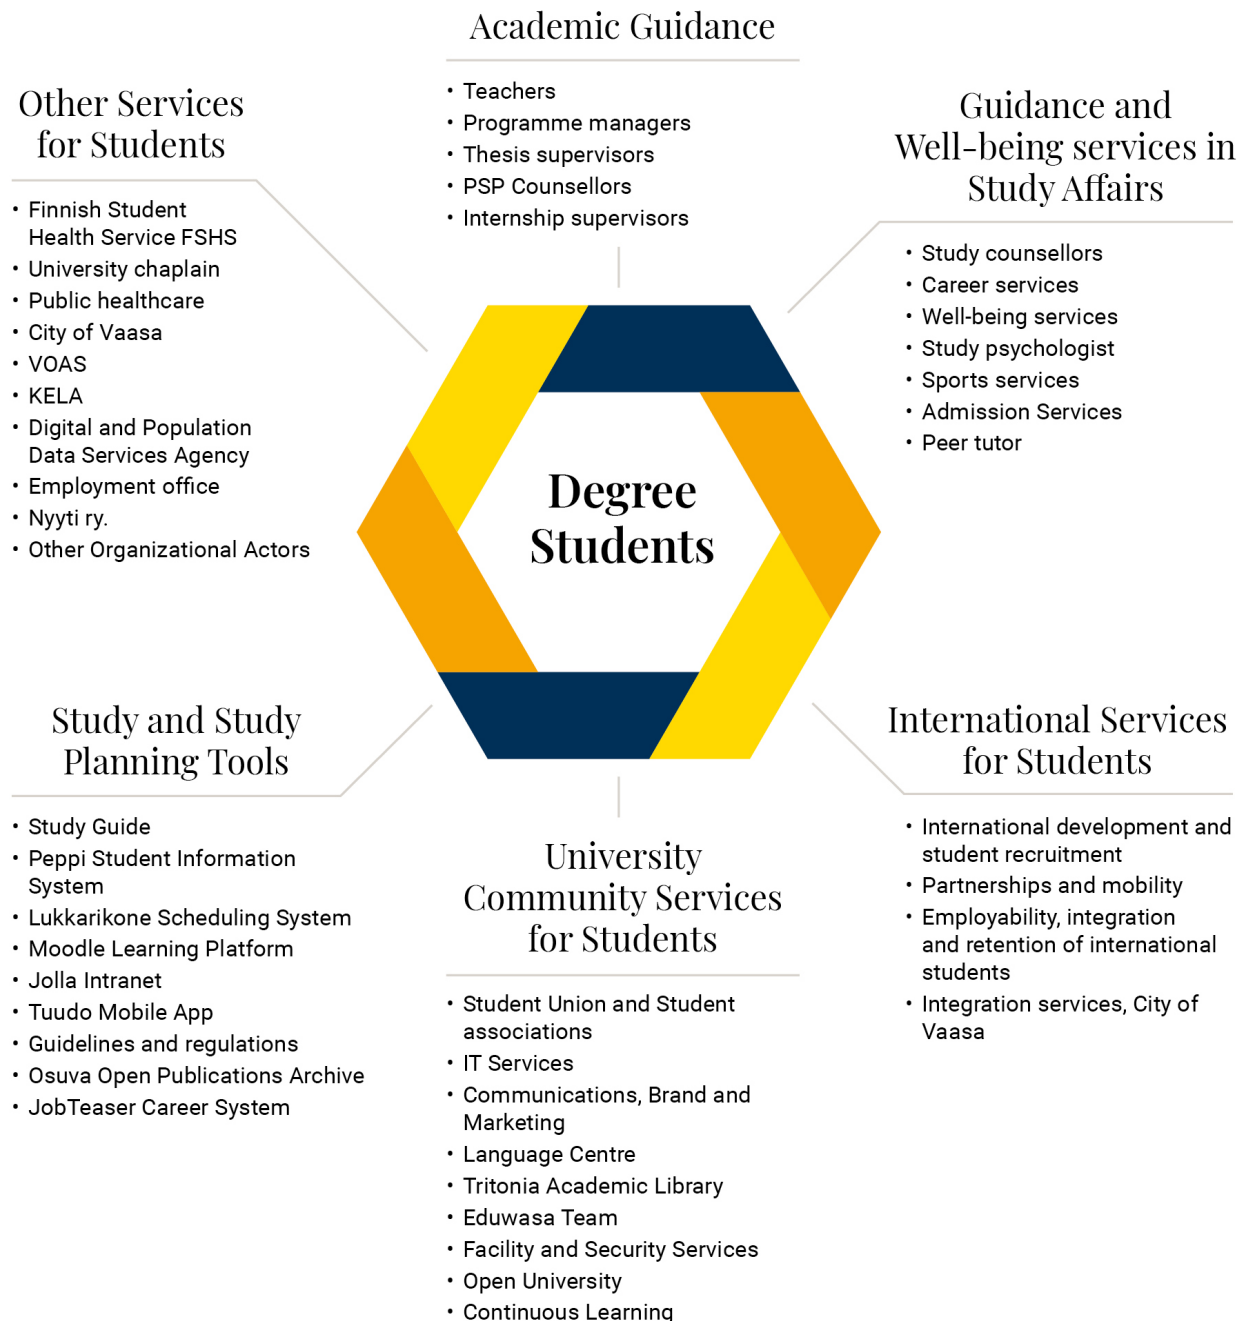 Academic Guidance
• Teachers
• Programme managers
• Thesis supervisors
• PSP Counsellors
• Internship supervisors
Other Services
for Students
• Finnish Student
Health Service FSHS
• University chaplain
• Public healthcare
• City of Vaasa
• VOAS
• KELA
• Digital and Population
Data Services Agency
• Employment office
• Nyyti ry.
• Other Organizational Actors
Guidance and
Well-being services in
Study Affairs
• Study counsellors
• Career services
• Well-being services
• Study psychologist
• Sports services
• Admission Services
• Peer tutor
Degree
Students
Study and Study
Planning Tools
• Study Guide
• Peppi Student Information
System
• Lukkarikone Scheduling System
• Moodle Learning Platform
• Jolla Intranet
• Tuudo Mobile App
• Guidelines and regulations
• Osuva Open Publications Archive
• JobTeaser Career System
University
Community Services
for Students
• Student Union and Student
associations
• IT Services
• Communications, Brand and
Marketing
• Language Centre
• Tritonia Academic Library
• Eduwasa Team
• Facility and Security Services
• Open University
• Continuous Learning
International Services
for Students
• International development and
student recruitment
• Partnerships and mobility
• Employability, integration
and retention of international
students
• Integration services, City of
Vaasa